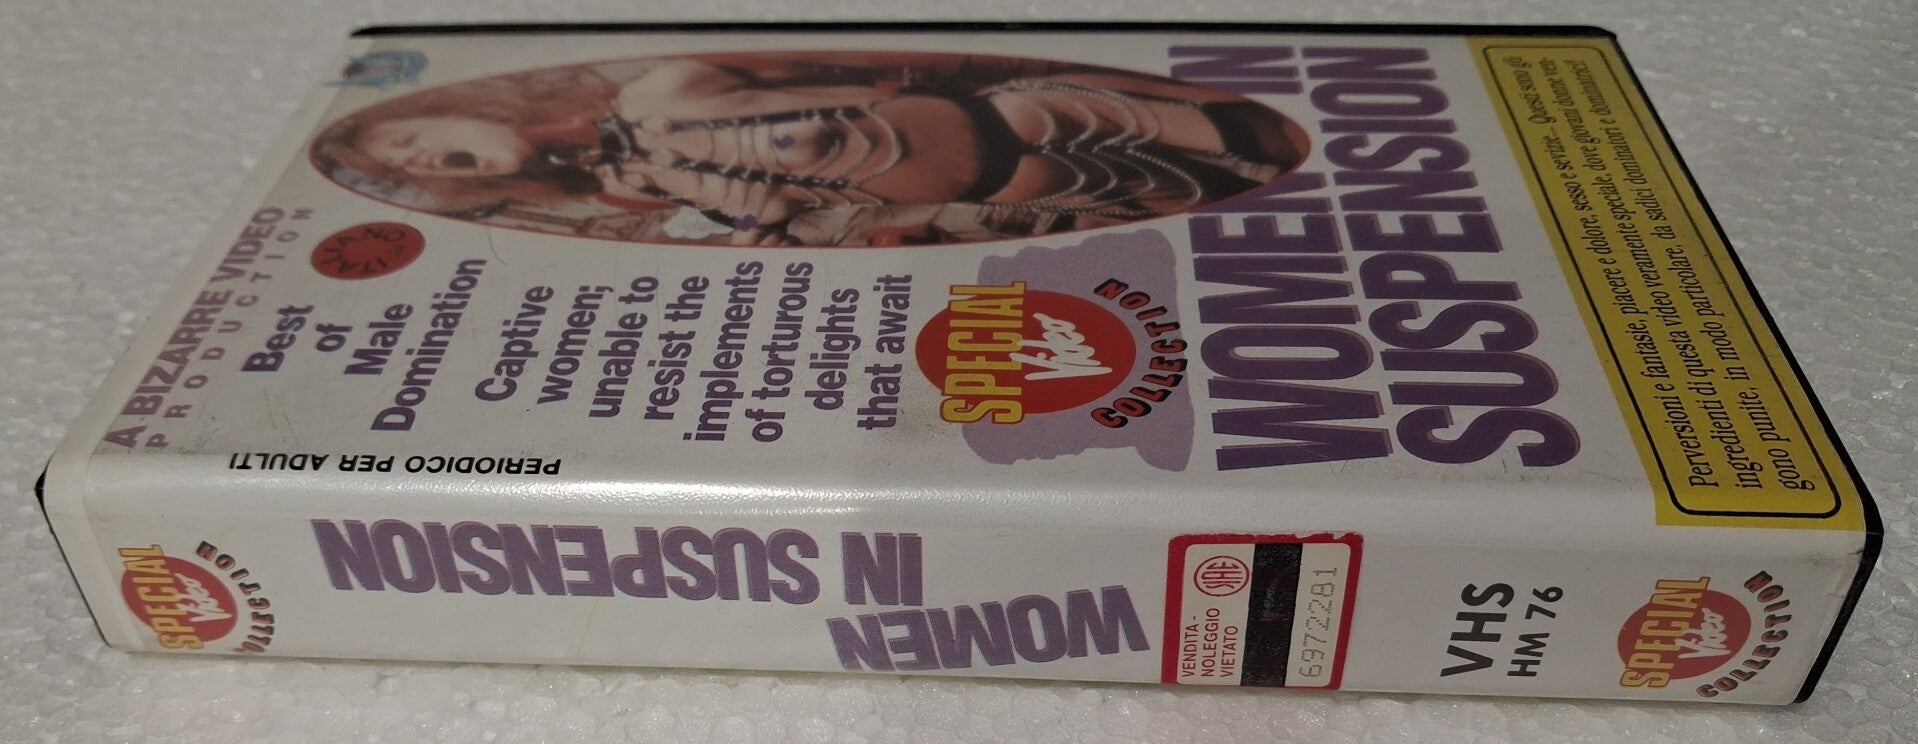 A BIZARRE VIDEO
PRODUCTION
Best
of
Male
Domination
Captive
women;
unable to
resist the
implements
of torturous
delights
that await
SPECIAL
Video
COLLECTION
WOMEN IN
SUSPENSION
Perversioni e fantasie, piacere e dolore, sesso e sevizie... Questi sono gli
ingredienti di questa video veramente speciale, dove giovani donne ven-
gono punite, in modo particolare, da sadici dominatori e dominatrici!
PERIODICO PER ADULTI
SPECIAL
Video
COLLECTION
WOMEN
IN SUSPENSION
VENDITA -
NOLEGGIO
VIETATO
SIAE
6972281
VHS
HM 76
SPECIAL
Video
COLLECTION